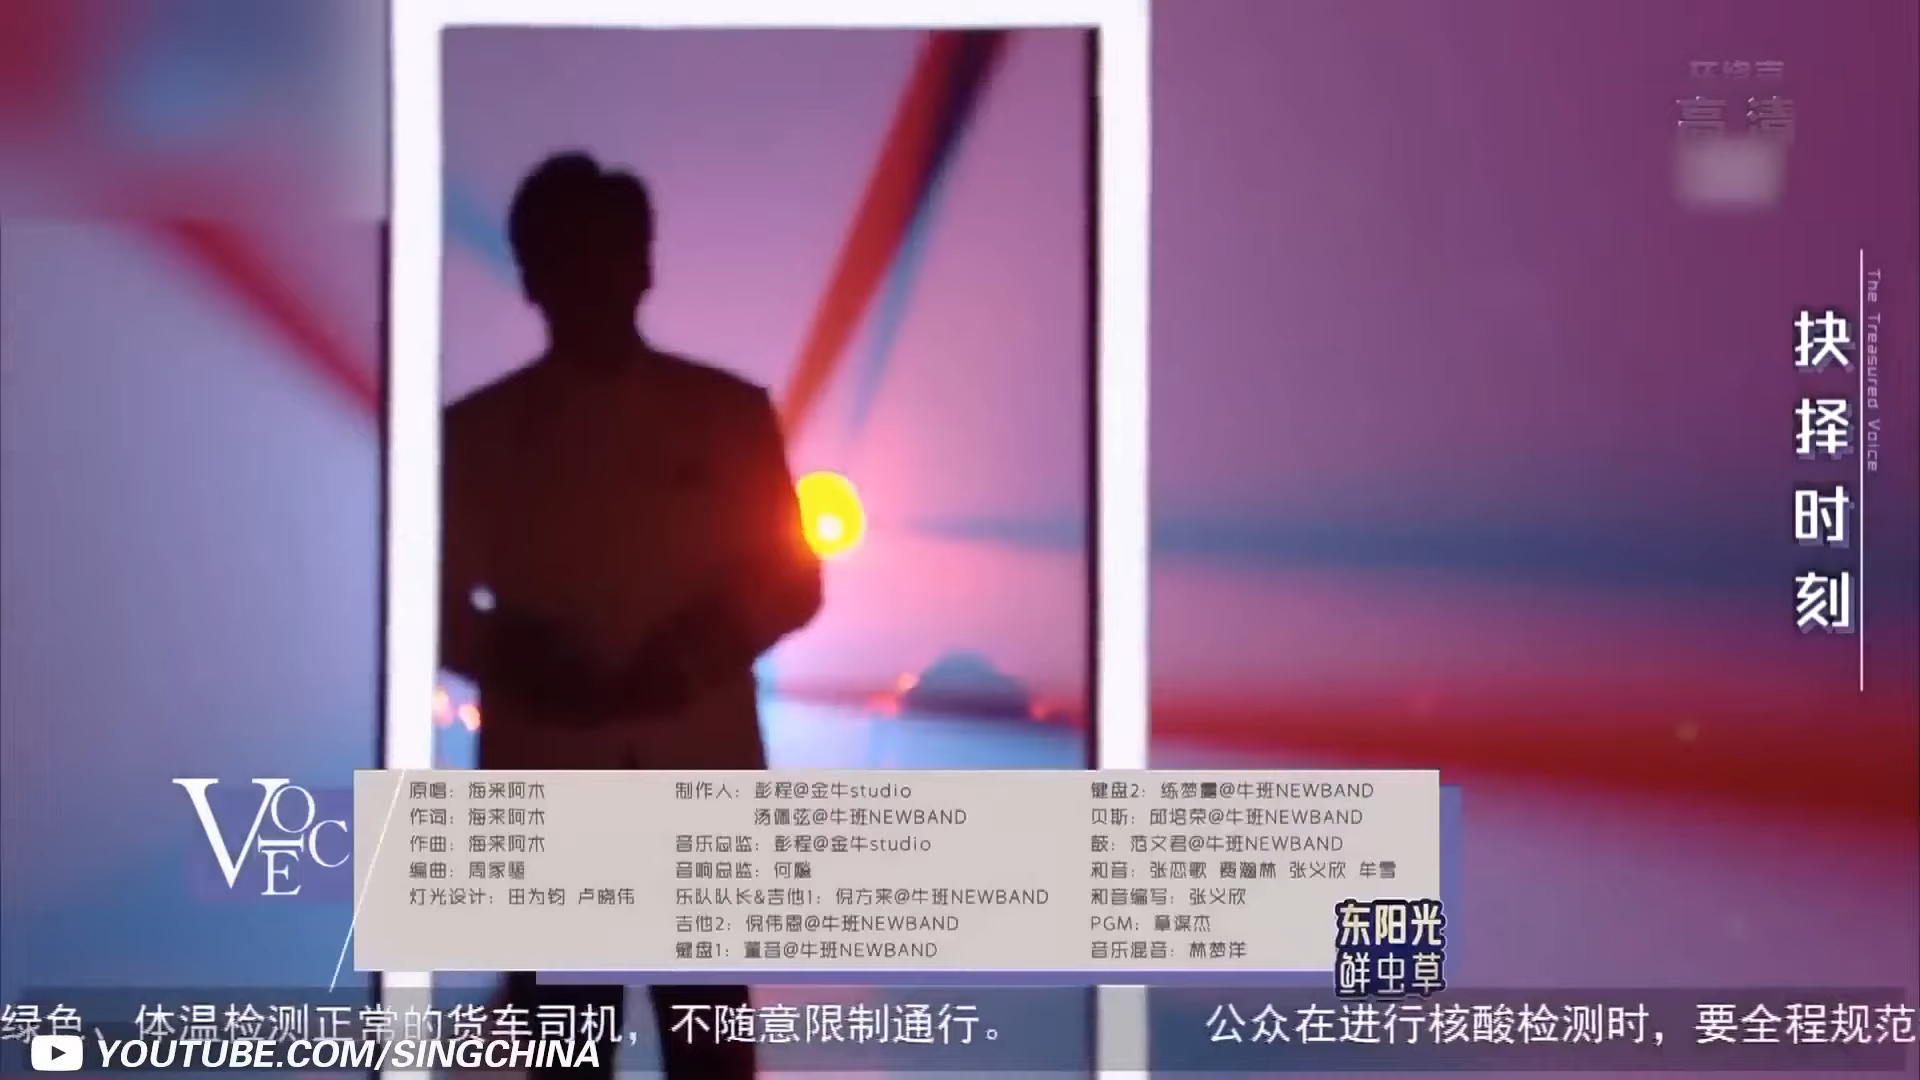 高清
The Treasured Voice
抉择时刻
VOICE
原唱：海来阿木
作词：海来阿木
作曲：海来阿木
编曲：周家骢
灯光设计：田为钧 卢晓伟
制作人：彭程@金牛studio
汤佩弦@牛班NEWBAND
音乐总监：彭程@金牛studio
音响总监：何飚
乐队队长&吉他1：倪方来@牛班NEWBAND
吉他2：倪伟恩@牛班NEWBAND
键盘1：董音@牛班NEWBAND
键盘2：练梦露@牛班NEWBAND
贝斯：邱培荣@牛班NEWBAND
鼓：范文君@牛班NEWBAND
和音：张恋歌 费瀚林 张义欣 牟雪
和音编写：张义欣
PGM：章谋杰
音乐混音：林梦洋
东阳光
鲜虫草
绿色、体温检测正常的货车司机，不随意限制通行。 公众在进行核酸检测时，要全程规范
YOUTUBE.COM/SINGCHINA